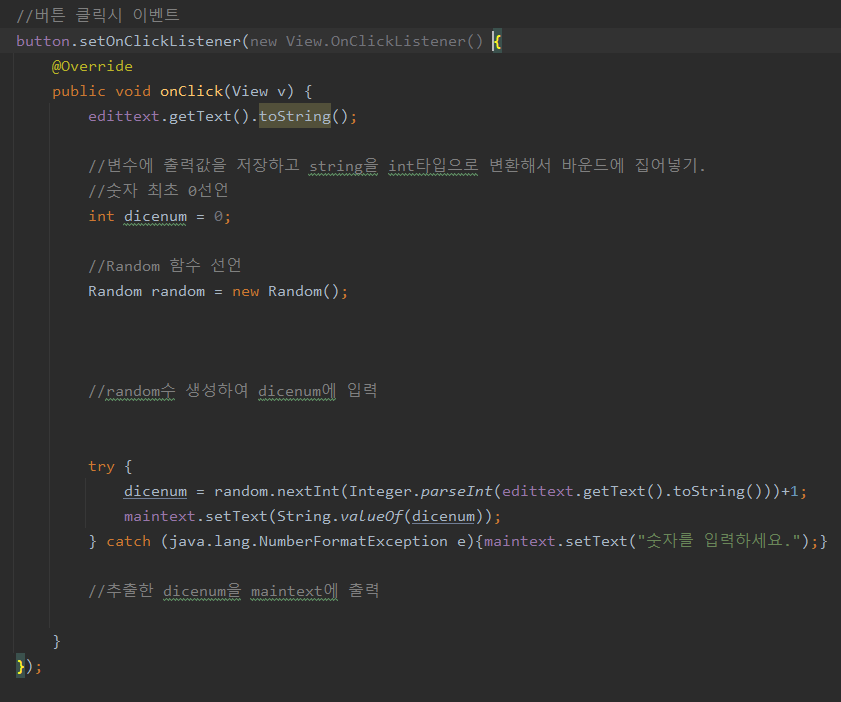 //버튼 클릭시 이벤트
button.setOnClickListener(new View.OnClickListener() {
@Override
public void onClick(View v) {
edittext.getText().toString();
//변수에 출력값을 저장하고 string을 int타입으로 변환해서 바운드에 집어넣기.
//숫자 최초 0선언
int dicenum = 0;
//Random 함수 선언
Random random = new Random();
//random수 생성하여 dicenum에 입력
try {
dicenum = random.nextInt(Integer.parseInt(edittext.getText().toString()))+1;
maintext.setText(String.valueOf(dicenum));
} catch (java.lang.NumberFormatException e){maintext.setText("숫자를 입력하세요.");}
//추출한 dicenum을 maintext에 출력
}
});